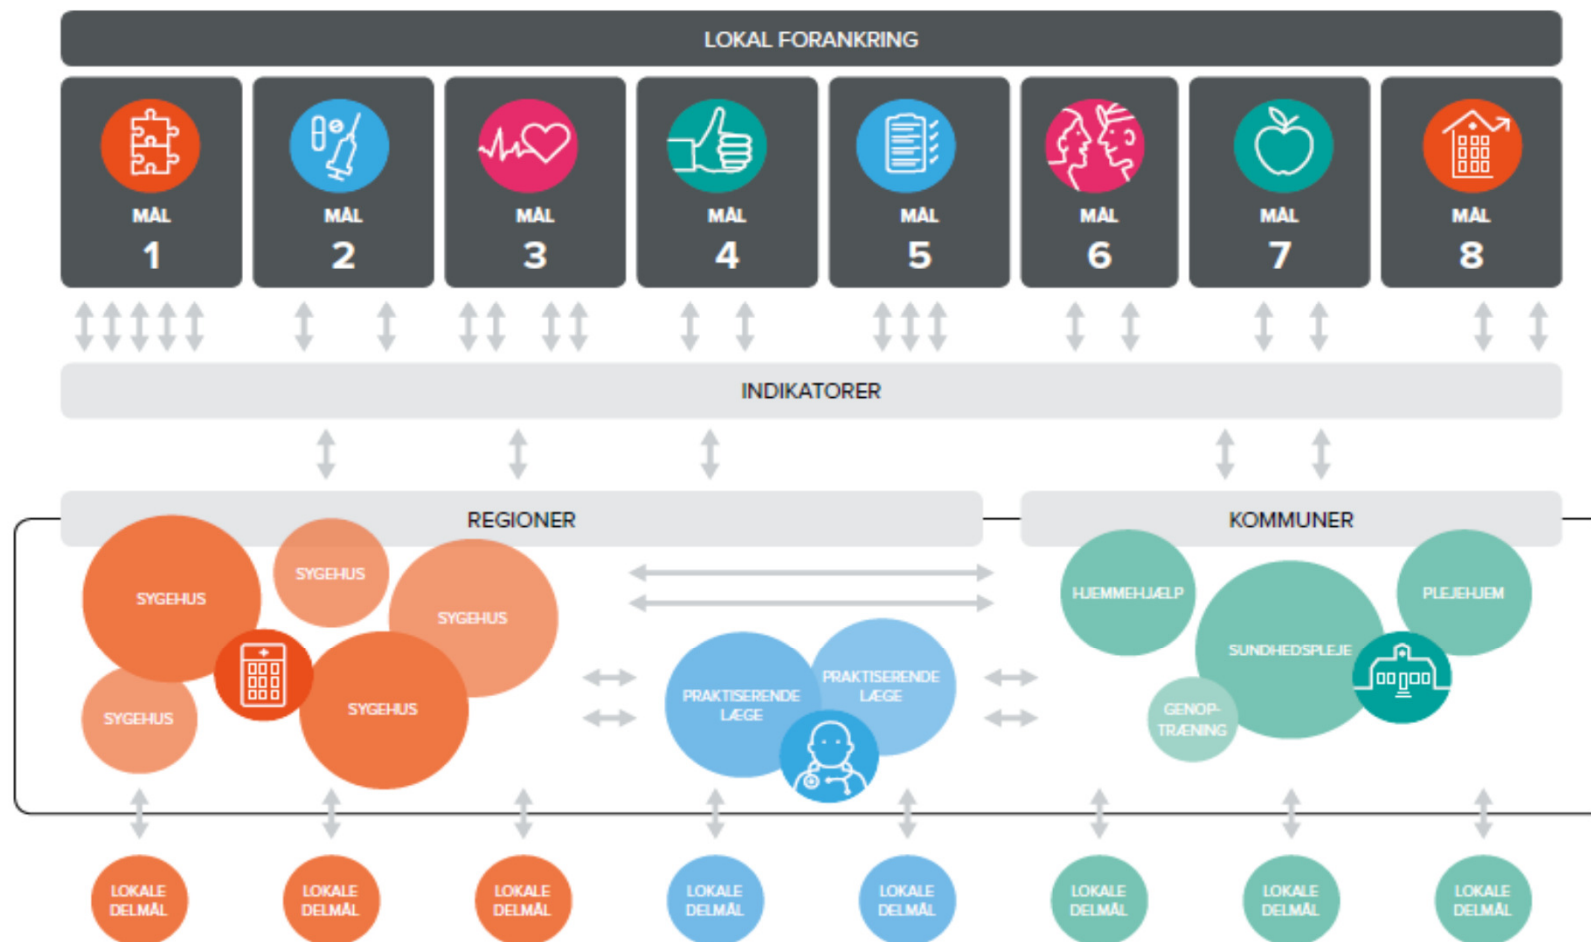 LOKAL FORANKRING
MÅL
1
MÅL
2
MÅL
3
MÅL
4
MÅL
5
MÅL
6
MÅL
7
MÅL
8
INDIKATORER
REGIONER
KOMMUNER
SYGEHUS
SYGEHUS
SYGEHUS
SYGEHUS
SYGEHUS
PRAKTISERENDE
LÆGE
PRAKTISERENDE
LÆGE
HJEMMEHJÆLP
SUNDHEDSPLEJE
PLEJEHJEM
GENOP-
TRÆNING
LOKALE
DELMÅL
LOKALE
DELMÅL
LOKALE
DELMÅL
LOKALE
DELMÅL
LOKALE
DELMÅL
LOKALE
DELMÅL
LOKALE
DELMÅL
LOKALE
DELMÅL